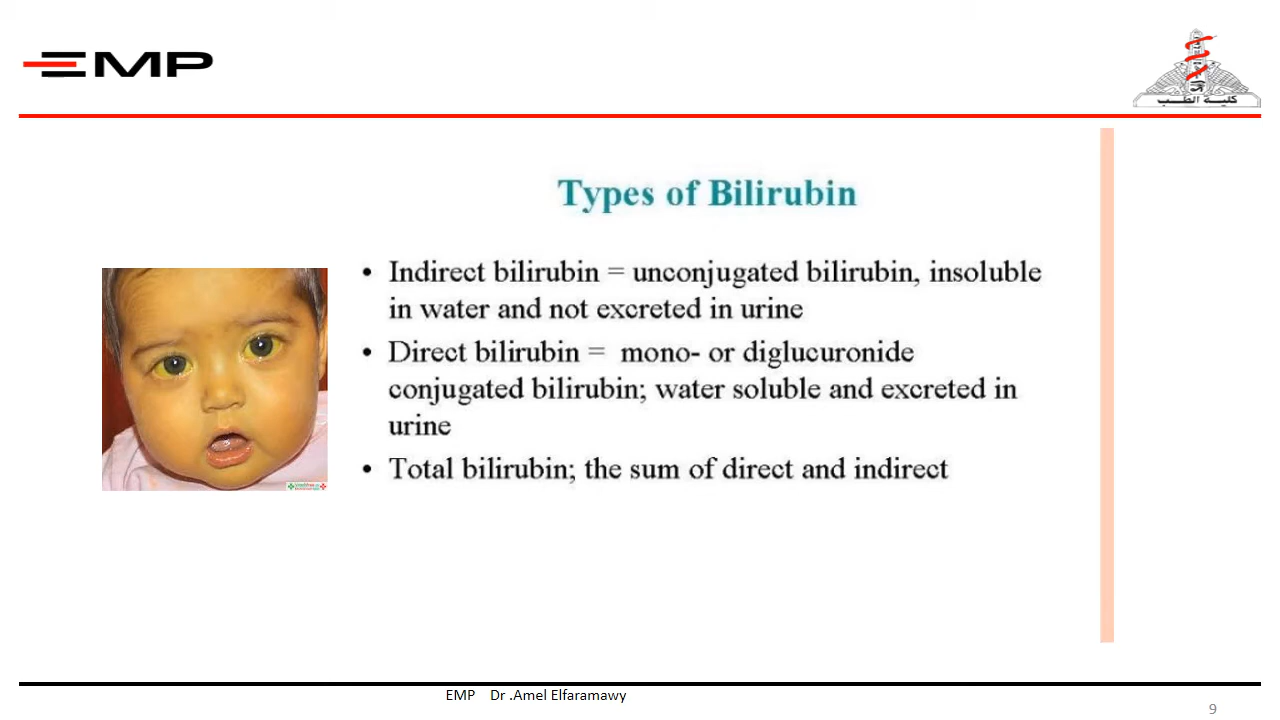 EMP
كلية الطب
Types of Bilirubin
• Indirect bilirubin = unconjugated bilirubin, insoluble
in water and not excreted in urine
• Direct bilirubin = mono- or diglucuronide
conjugated bilirubin; water soluble and excreted in
urine
• Total bilirubin; the sum of direct and indirect
EMP Dr .Amel Elfaramawy
9